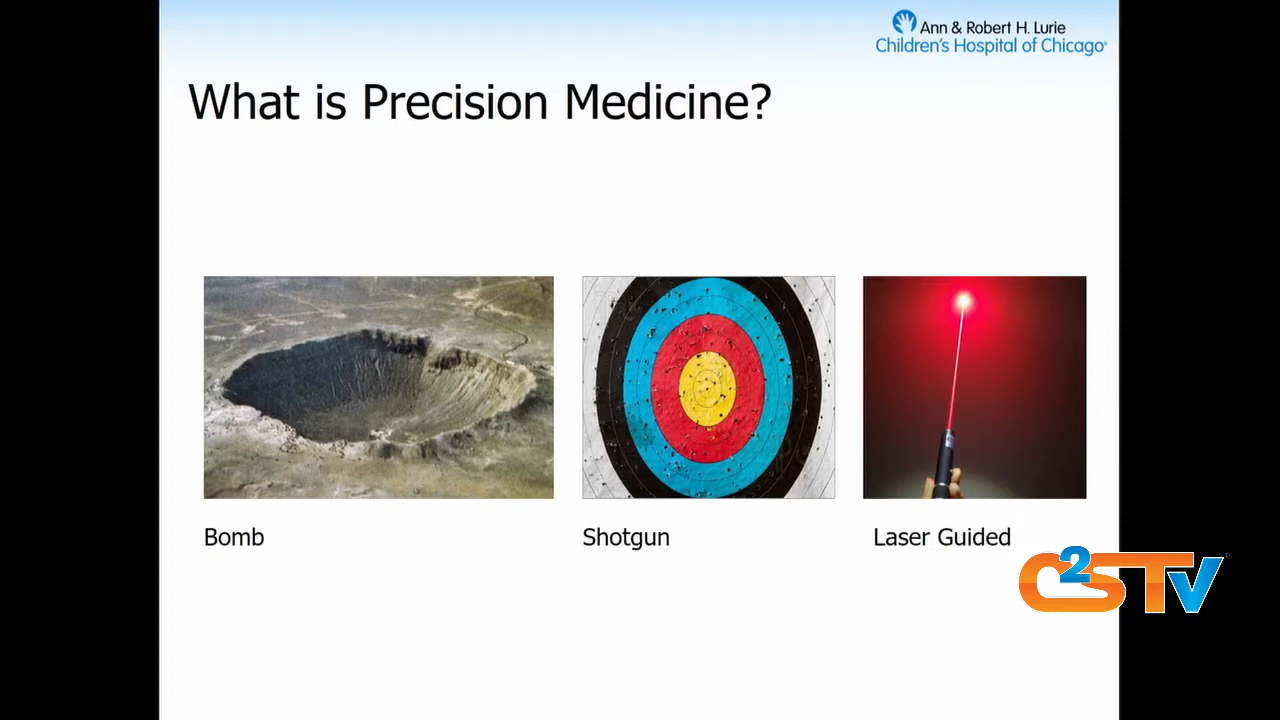 Ann & Robert H. Lurie
Children's Hospital of Chicago®
What is Precision Medicine?
Bomb
Shotgun
Laser Guided
C2STV